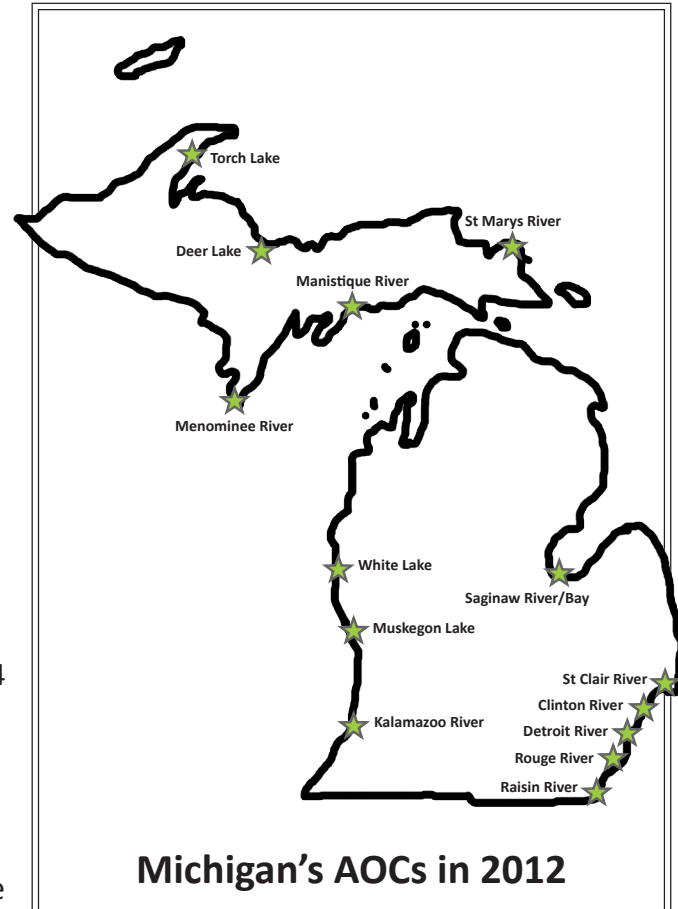 Torch Lake
St Marys River
Deer Lake
Manistique River
Menominee River
White Lake
Saginaw River/Bay
Muskegon Lake
St Clair River
4
Clinton River
Kalamazoo River
Detroit River
Rouge River
Raisin River
Michigan's AOCs in 2012
e